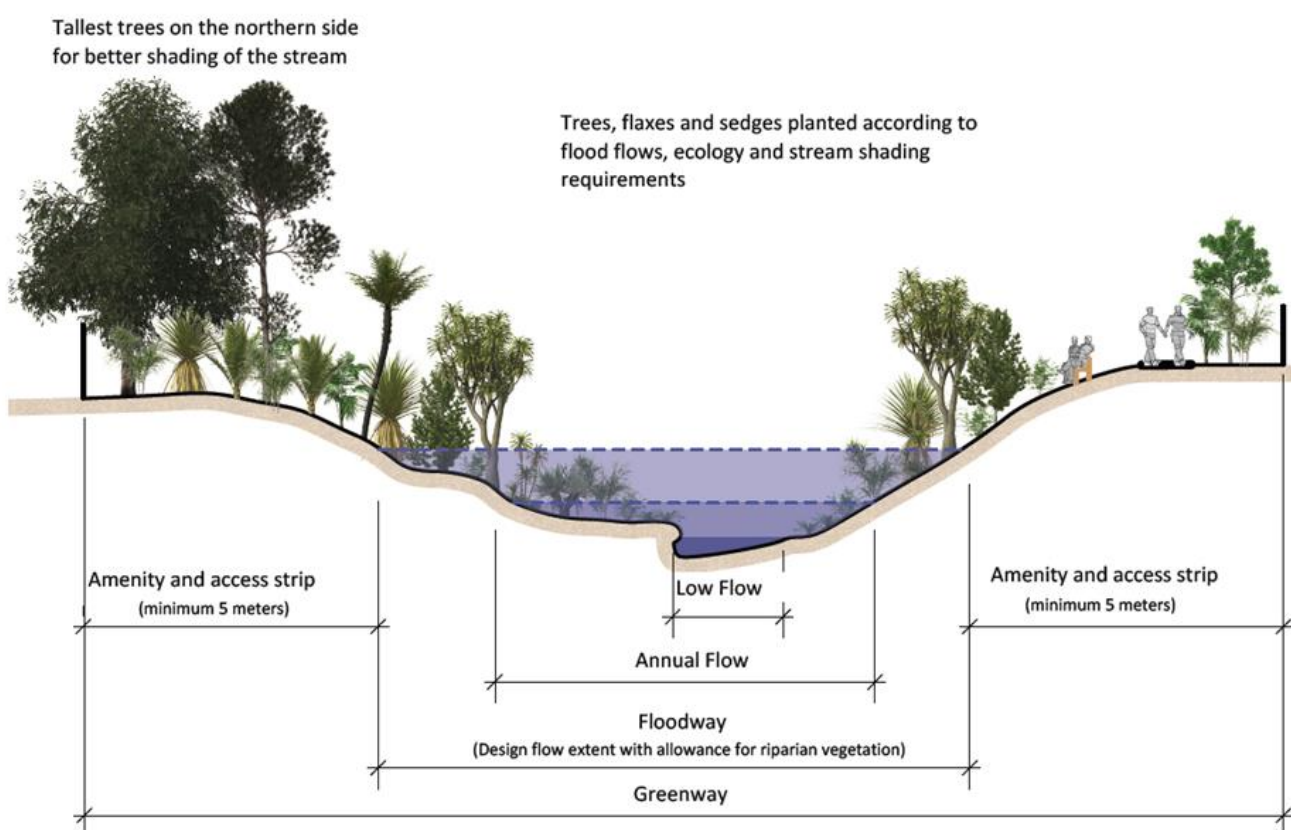 Tallest trees on the northern side
for better shading of the stream
Trees, flaxes and sedges planted according to
flood flows, ecology and stream shading
requirements
Amenity and access strip
(minimum 5 meters)
Low Flow
Amenity and access strip
(minimum 5 meters)
Annual Flow
Floodway
(Design flow extent with allowance for riparian vegetation)
Greenway